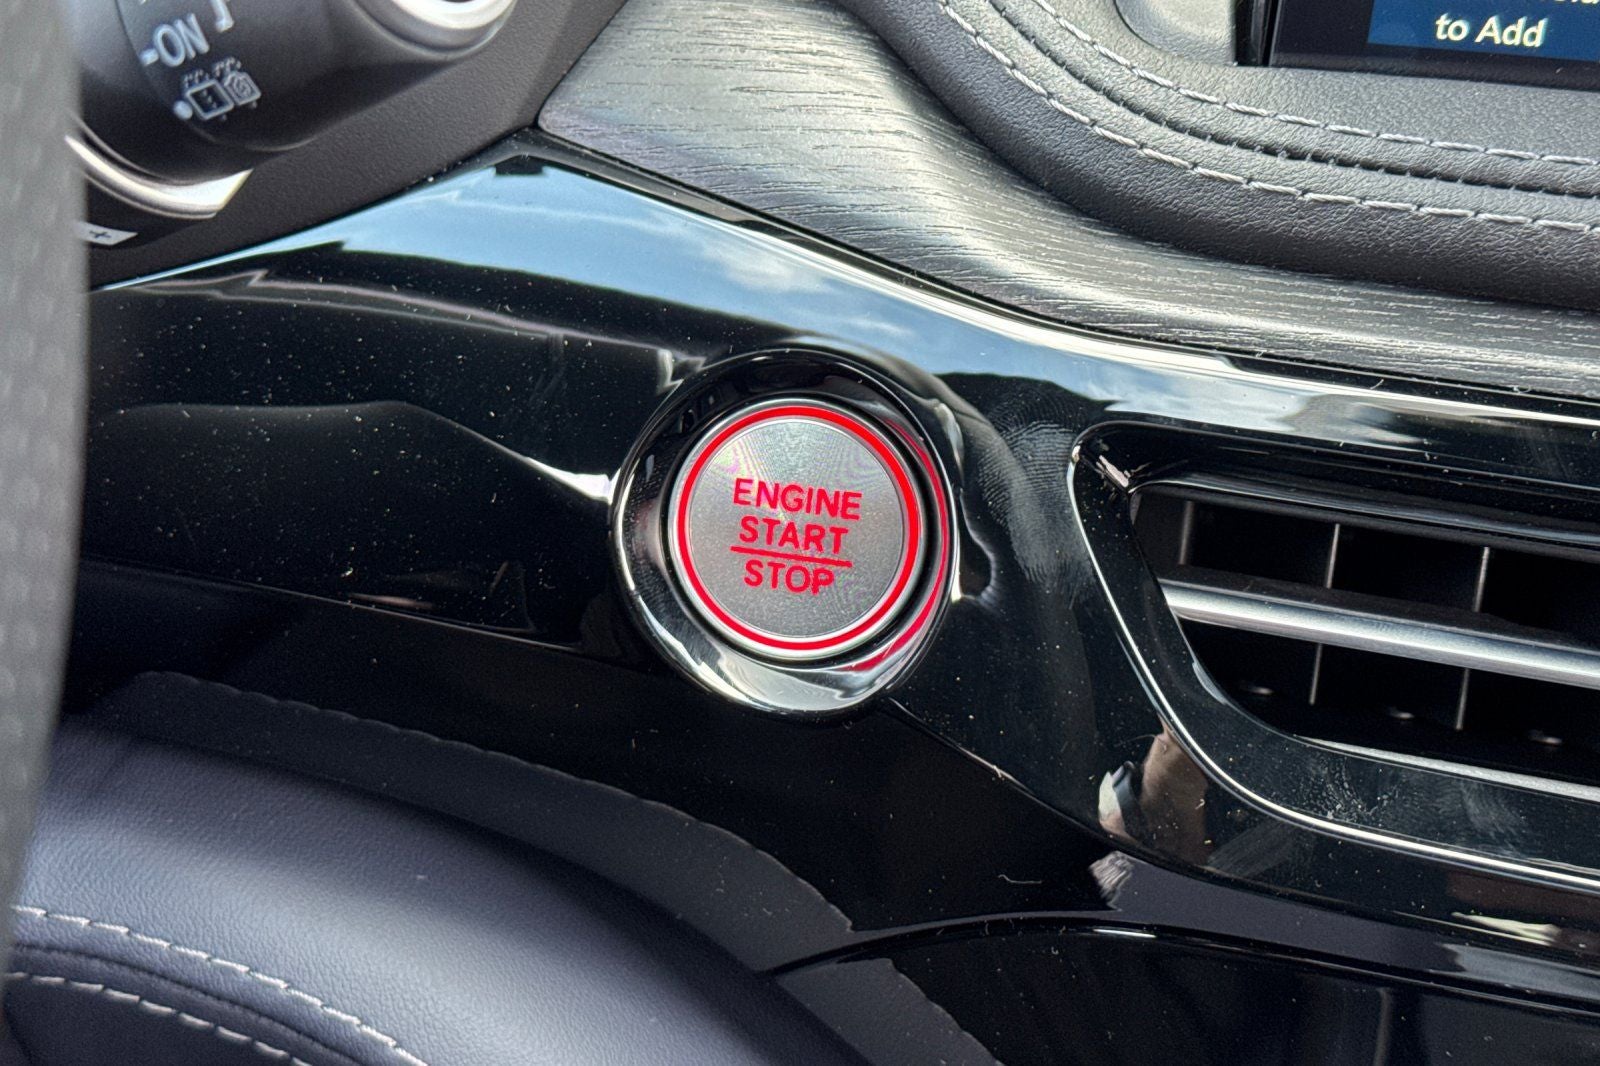 -ON
to Add
ENGINE
START
STOP